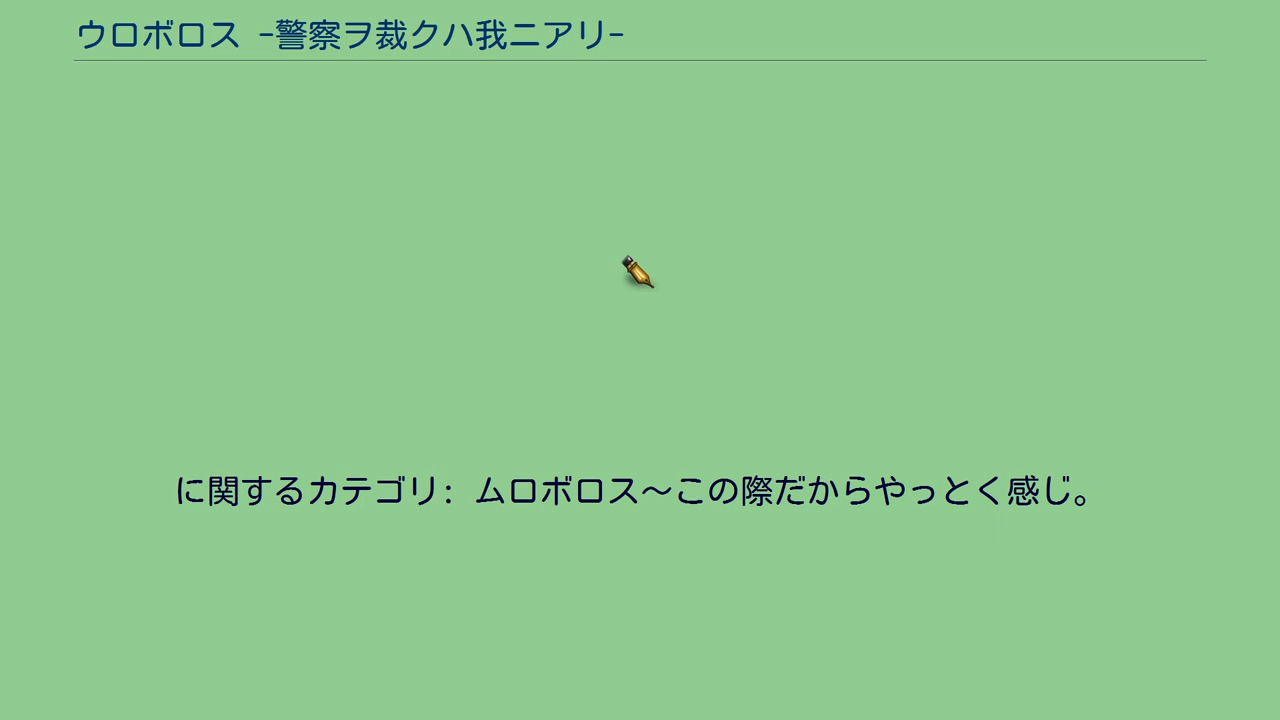 ウロボロス -警察ヲ裁クハ我ニアリ-
に関するカテゴリ: ムロボロス〜この際だからやっとく感じ。